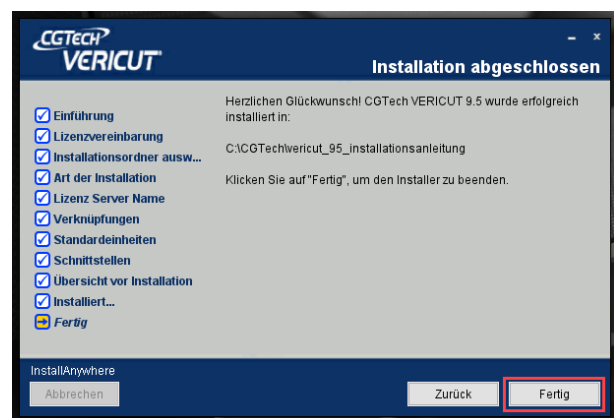 CGTECH
VERICUT
Installation abgeschlossen
Einführung
Lizenzvereinbarung
Installationsordner ausw...
Art der Installation
Lizenz Server Name
Verknüpfungen
Standardeinheiten
Schnittstellen
Übersicht vor Installation
Installiert...
Fertig
Herzlichen Glückwunsch! CGTech VERICUT 9.5 wurde erfolgreich
installiert in:
C:\CGTech\vericut_95_installationsanleitung
Klicken Sie auf "Fertig", um den Installer zu beenden.
InstallAnywhere
Abbrechen
Zurück
Fertig